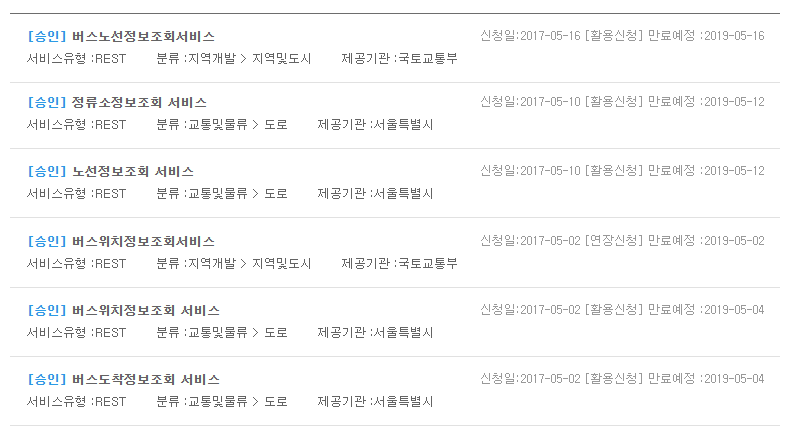 [승인] 버스노선정보조회서비스 신청일:2017-05-16 [활용신청] 만료예정 :2019-05-16
서비스유형 :REST 분류 :지역개발 > 지역및도시 제공기관 :국토교통부
[승인] 정류소정보조회 서비스 신청일:2017-05-10 [활용신청] 만료예정 :2019-05-12
서비스유형 :REST 분류 :교통및물류 > 도로 제공기관 :서울특별시
[승인] 노선정보조회 서비스 신청일:2017-05-10 [활용신청] 만료예정 :2019-05-12
서비스유형 :REST 분류 :교통및물류 > 도로 제공기관 :서울특별시
[승인] 버스위치정보조회서비스 신청일:2017-05-02 [연장신청] 만료예정 :2019-05-02
서비스유형 :REST 분류 :지역개발 > 지역및도시 제공기관 :국토교통부
[승인] 버스위치정보조회 서비스 신청일:2017-05-02 [활용신청] 만료예정 :2019-05-04
서비스유형 :REST 분류 :교통및물류 > 도로 제공기관 :서울특별시
[승인] 버스도착정보조회 서비스 신청일:2017-05-02 [활용신청] 만료예정 :2019-05-04
서비스유형 :REST 분류 :교통및물류 > 도로 제공기관 :서울특별시